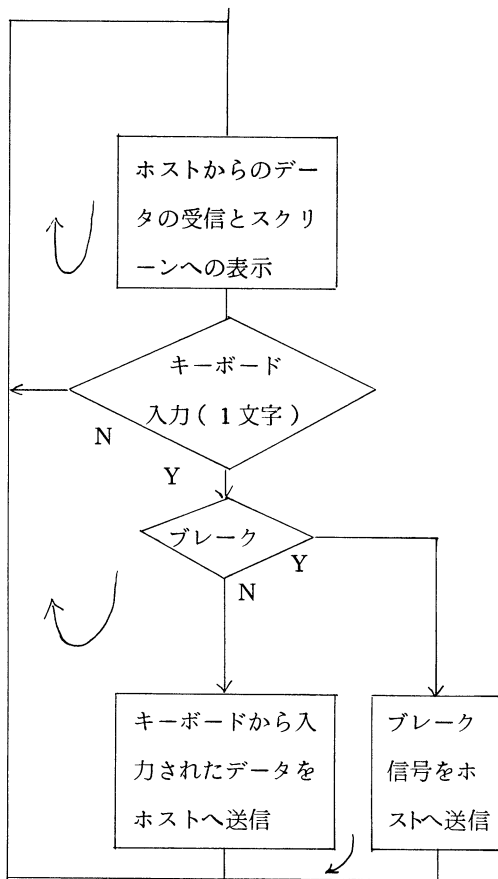 ホストからのデー
タの受信とスクリ
ーンへの表示
キーボード
入力(1文字)
N
Y
ブレーク
Y
N
キーボードから入
力されたデータを
ホストへ送信
ブレーク
信号をホ
ストへ送信